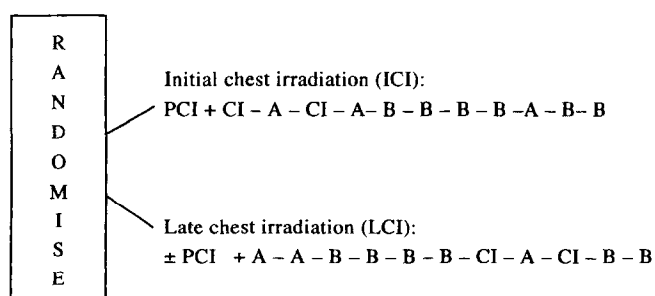 R
A
N
D
O
M
I
S
E
Initial chest irradiation (ICI):
PCI + CI – A – CI – A– B – B – B – B –A – B– B
Late chest irradiation (LCI):
± PCI + A – A – B – B – B – B – CI – A – CI – B – B